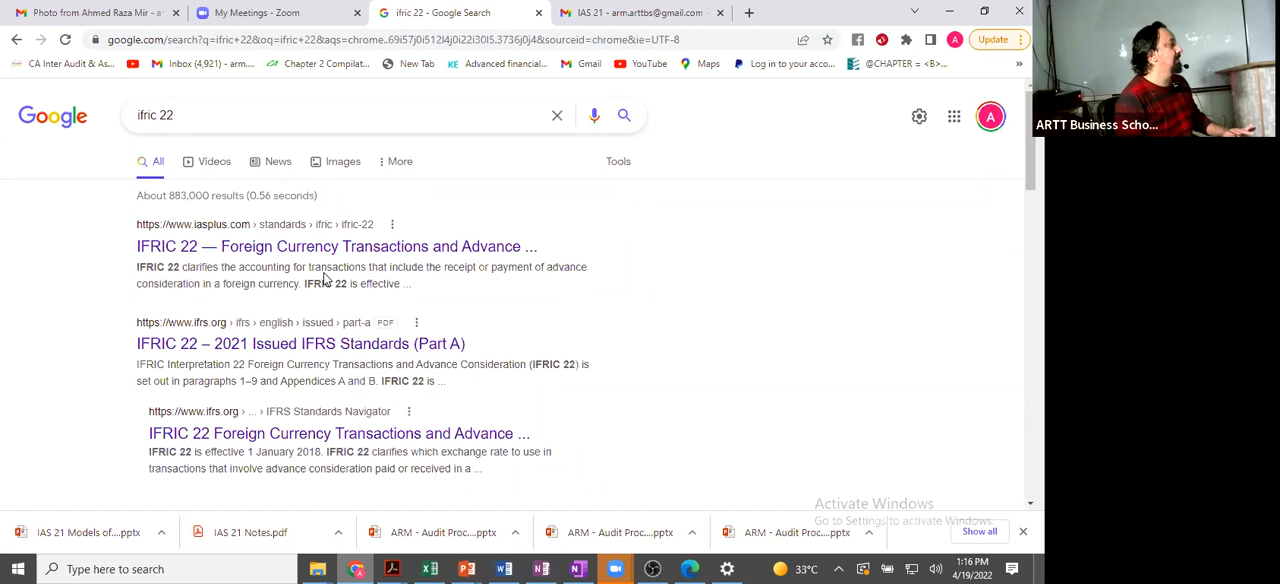 Photo from Ahmed Raza Mir - a
My Meetings - Zoom
ifric 22 - Google Search
IAS 21 - arm.arttbs@gmail.com -
google.com/search?q=ifric+22&oq=ifric+22&aqs=chrome..69i57j0i512l4j0i22i30l5.3736j0j4&sourceid=chrome&ie=UTF-8
Update
CA Inter Audit & As...
Inbox (4,921) - arm....
Chapter 2 Compilat...
New Tab
KE Advanced financial...
Gmail
YouTube
Maps
Log in to your acco...
@CHAPTER = <B>...
»
ARTT Business Scho...
Google
ifric 22
A
All
Videos
News
Images
More
Tools
About 883,000 results (0.56 seconds)
https://www.iasplus.com › standards › ifric › ifric-22
IFRIC 22 — Foreign Currency Transactions and Advance ...
IFRIC 22 clarifies the accounting for transactions that include the receipt or payment of advance
consideration in a foreign currency. IFRIC 22 is effective ...
https://www.ifrs.org › ifrs › english › issued › part-a PDF
IFRIC 22 – 2021 Issued IFRS Standards (Part A)
IFRIC Interpretation 22 Foreign Currency Transactions and Advance Consideration (IFRIC 22) is
set out in paragraphs 1–9 and Appendices A and B. IFRIC 22 is ...
https://www.ifrs.org › ... › IFRS Standards Navigator
IFRIC 22 Foreign Currency Transactions and Advance ...
IFRIC 22 is effective 1 January 2018. IFRIC 22 clarifies which exchange rate to use in
transactions that involve advance consideration paid or received in a ...
Activate Windows
Go to Settings to activate Windows.
IAS 21 Models of....pptx
IAS 21 Notes.pdf
ARM - Audit Proc....pptx
ARM - Audit Proc....pptx
ARM - Audit Proc....pptx
Show all
Type here to search
33°C
1:16 PM
4/19/2022